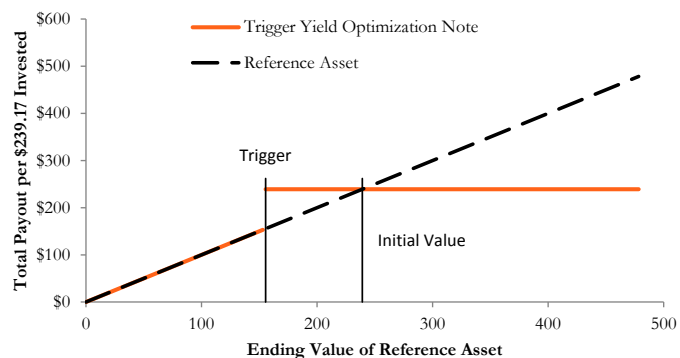 $600
Trigger Yield Optimization Note
$500
Reference Asset
$400
$300
Trigger
$200
Initial Value
$100
$0
0 100 200 300 400 500
Total Payout per $239.17 Invested
Ending Value of Reference Asset